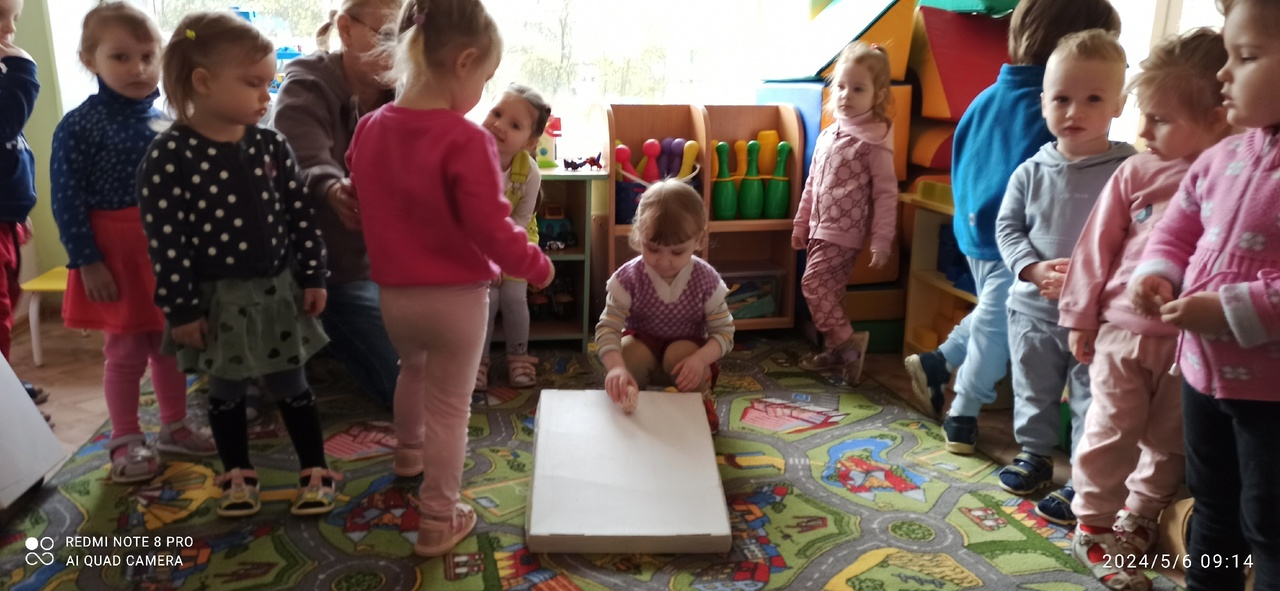 REDMI NOTE 8 PRO
AI QUAD CAMERA
2024/5/6 09:14